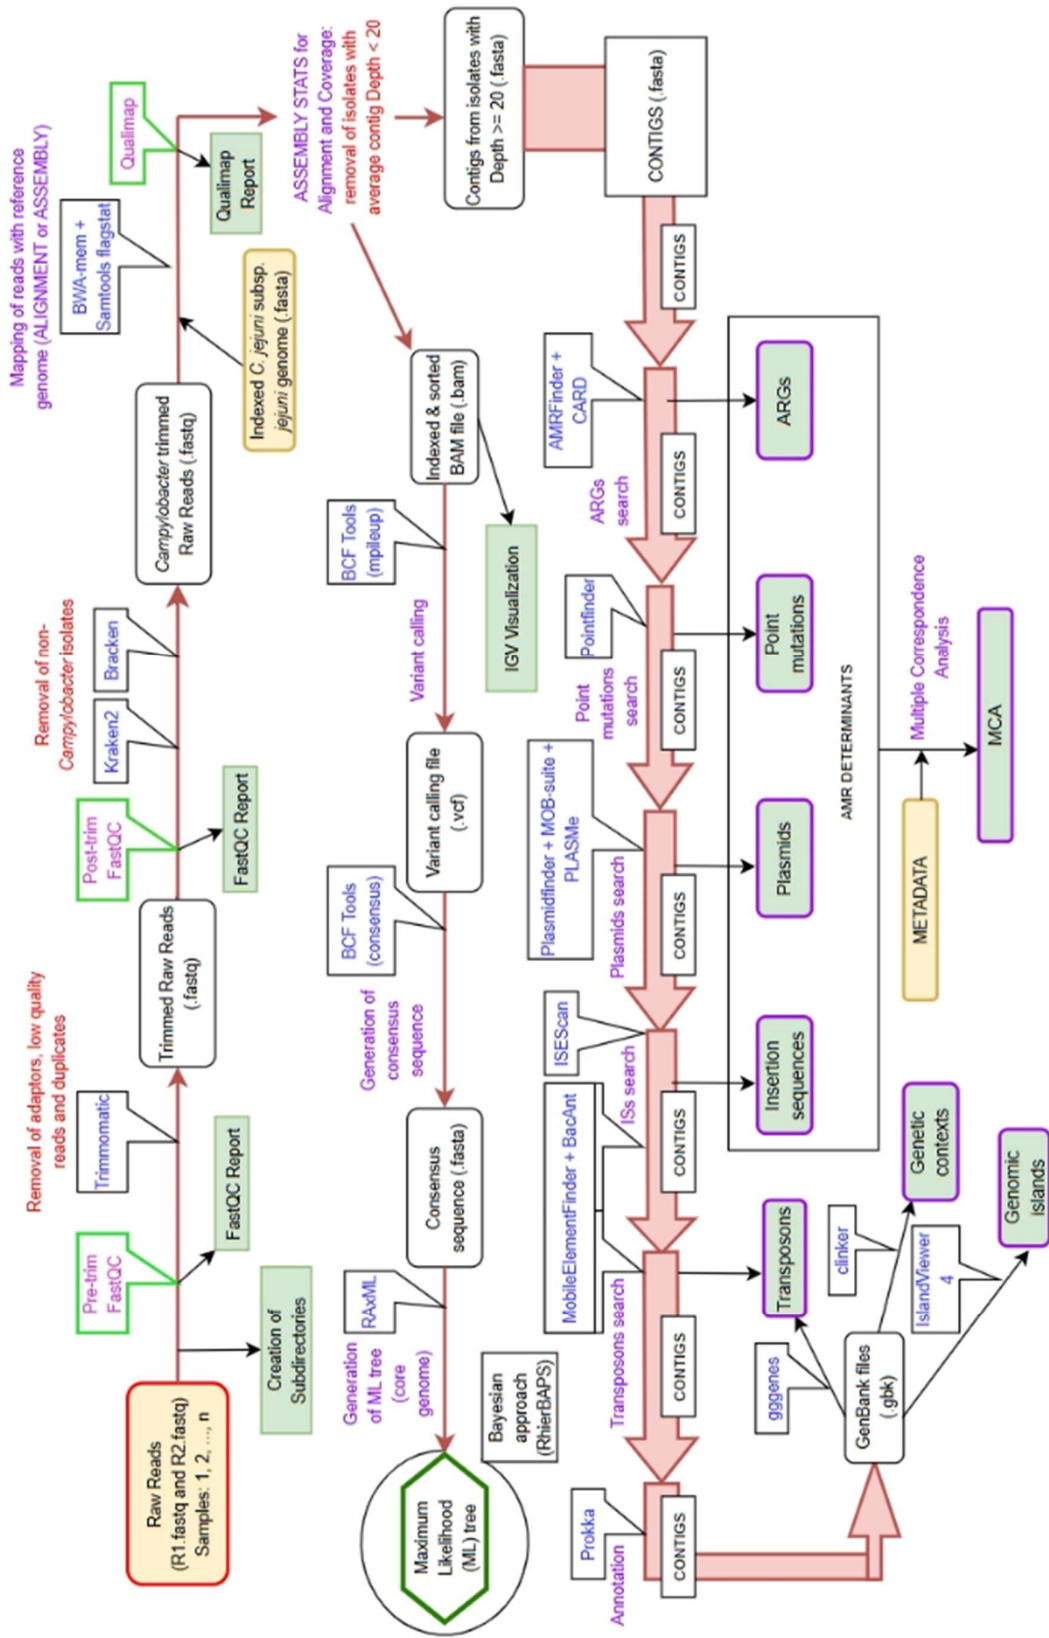 Raw Reads
(R1.fastq and R2.fastq)
Samples: 1, 2, ..., n
Creation of
Subdirectories
Pre-trim
FastQC
FastQC Report
Trimmomatic
Removal of adaptors, low quality
reads and duplicates
Trimmed Raw Reads
(.fastq)
Post-trim
FastQC
FastQC Report
Kraken2
Bracken
Removal of non-
Campylobacter isolates
Campylobacter trimmed
Raw Reads (.fastq)
Mapping of reads with reference
genome (ALIGNMENT or ASSEMBLY)
BWA-mem +
Samtools flagstat
Indexed C. jejuni subsp.
jejuni genome (.fasta)
Qualimap
Qualimap
Report
ASSEMBLY STATS for
Alignment and Coverage:
removal of isolates with
average contig Depth < 20
Indexed & sorted
BAM file (.bam)
IGV Visualization
BCF Tools
(mpileup)
Variant calling
Variant calling file
(.vcf)
BCF Tools
(consensus)
Generation of
consensus
sequence
Consensus
sequence (.fasta)
RAxML
Generation
of ML tree
(core
genome)
Bayesian
approach
(RhierBAPS)
Maximum
Likelihood
(ML) tree
Contigs from isolates with
Depth >= 20 (.fasta)
CONTIGS (.fasta)
CONTIGS
AMRFinder +
CARD
ARGs
search
CONTIGS
ARGs
Pointfinder
Point
mutations
search
CONTIGS
Point
mutations
Plasmidfinder + MOB-suite +
PLASMe
Plasmids search
CONTIGS
Plasmids
ISEScan
ISs search
CONTIGS
Insertion
sequences
AMR DETERMINANTS
MobileElementFinder + BacAnt
Transposons search
CONTIGS
Transposons
Prokka
Annotation
CONTIGS
GenBank files
(.gbk)
gggenes
clinker
Genetic
contexts
IslandViewer
4
Genomic
islands
METADATA
Multiple Correspondence
Analysis
MCA